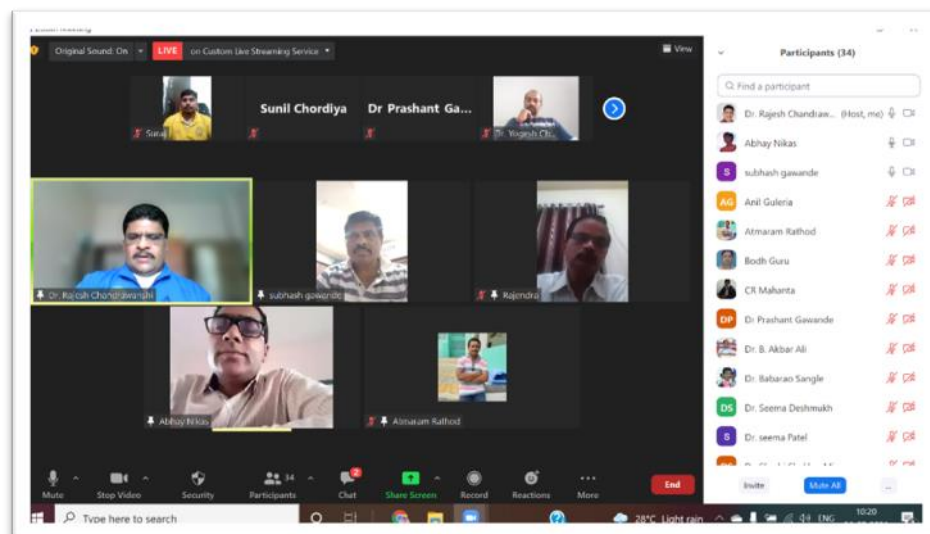 Original Sound: On
LIVE
on Custom Live Streaming Service
View
Suraj
Sunil Chordiya
Dr Prashant Ga...
Dr. Yogesh Ch...
Dr. Rajesh Chandrawanshi
subhash gawande
Rajendra
Abhay Nikas
Atmaram Rathod
Mute
Stop Video
Security
34
Participants
2
Chat
Share Screen
Record
Reactions
More
End
Participants (34)
Find a participant
Dr. Rajesh Chandraw... (Host, me)
Abhay Nikas
S
subhash gawande
AG
Anil Guleria
Atmaram Rathod
Bodh Guru
CR Mahanta
DP
Dr Prashant Gawande
Dr. B. Akbar Ali
Dr. Babarao Sangle
DS
Dr. Seema Deshmukh
S
Dr. seema Patel
Invite
Mute All
...
Type here to search
28°C Light rain
ENG
10:20